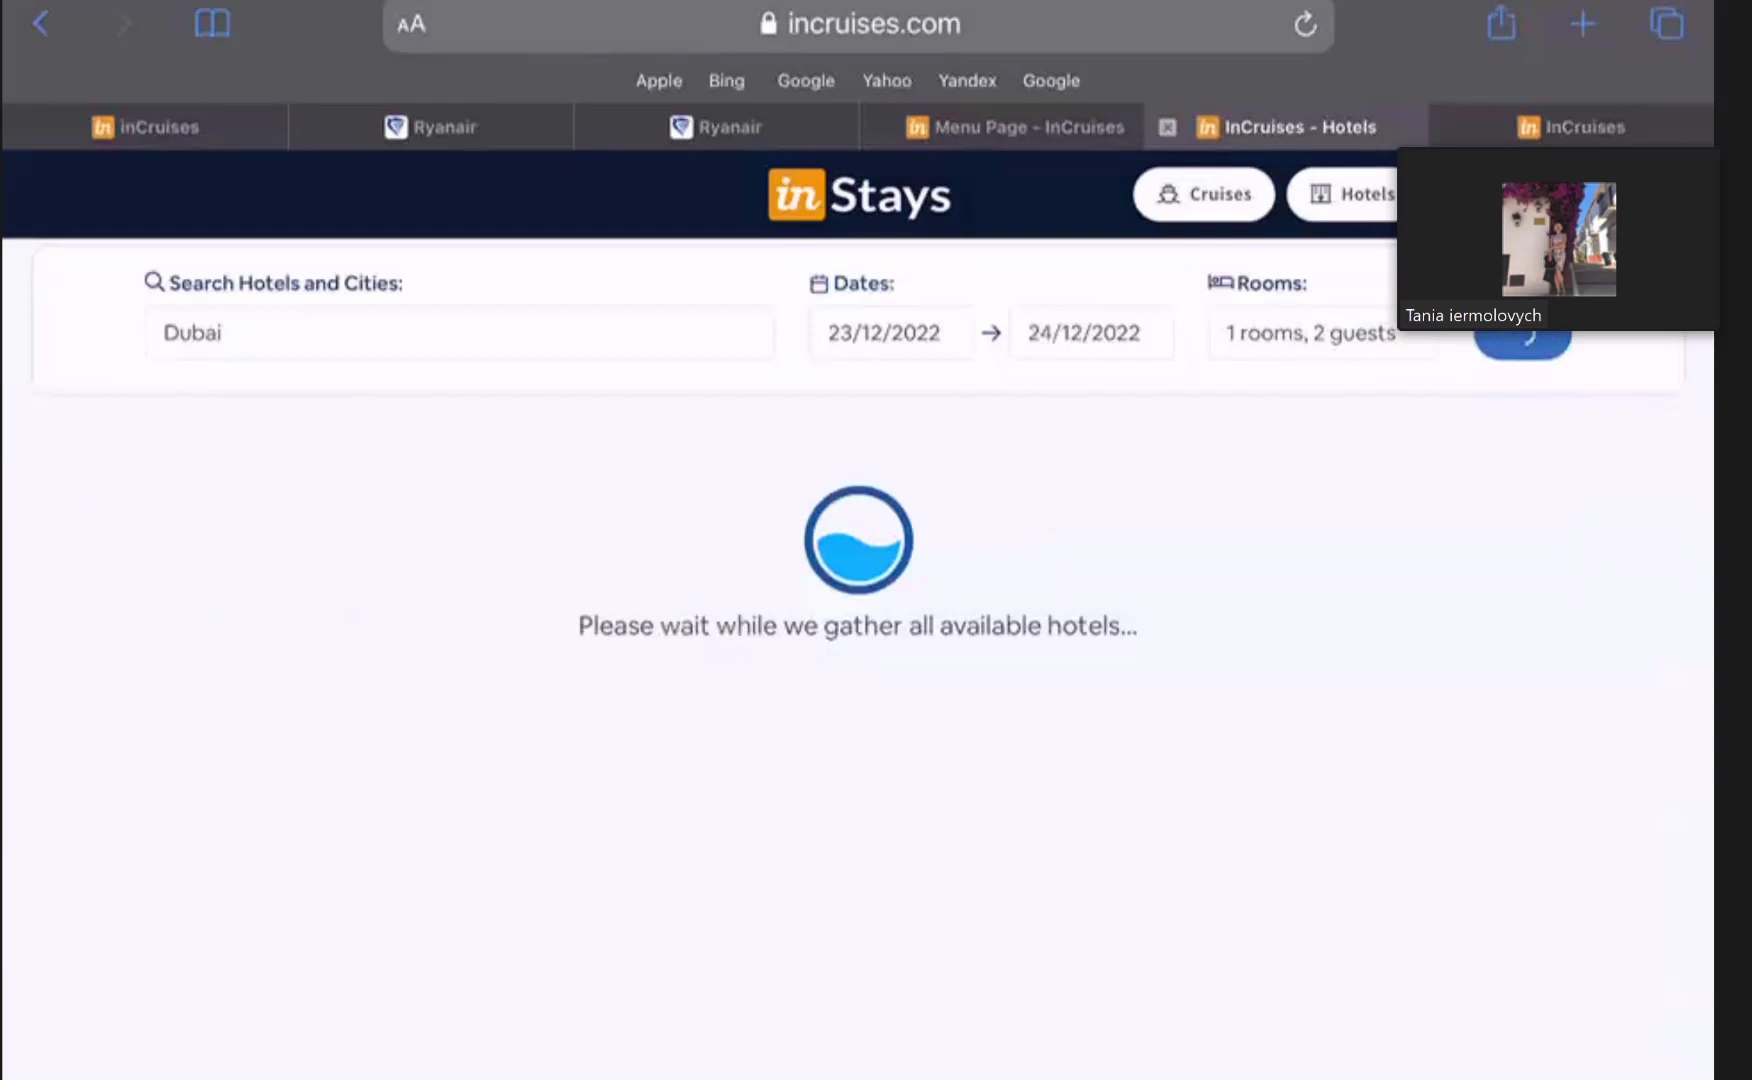 AA incruises.com
Apple Bing Google Yahoo Yandex Google
inCruises Ryanair Ryanair Menu Page - InCruises InCruises - Hotels InCruises
in Stays Cruises Hotels
Search Hotels and Cities: Dates: Rooms:
Dubai 23/12/2022 → 24/12/2022 1 rooms, 2 guests
Tania iermolovych
Please wait while we gather all available hotels...